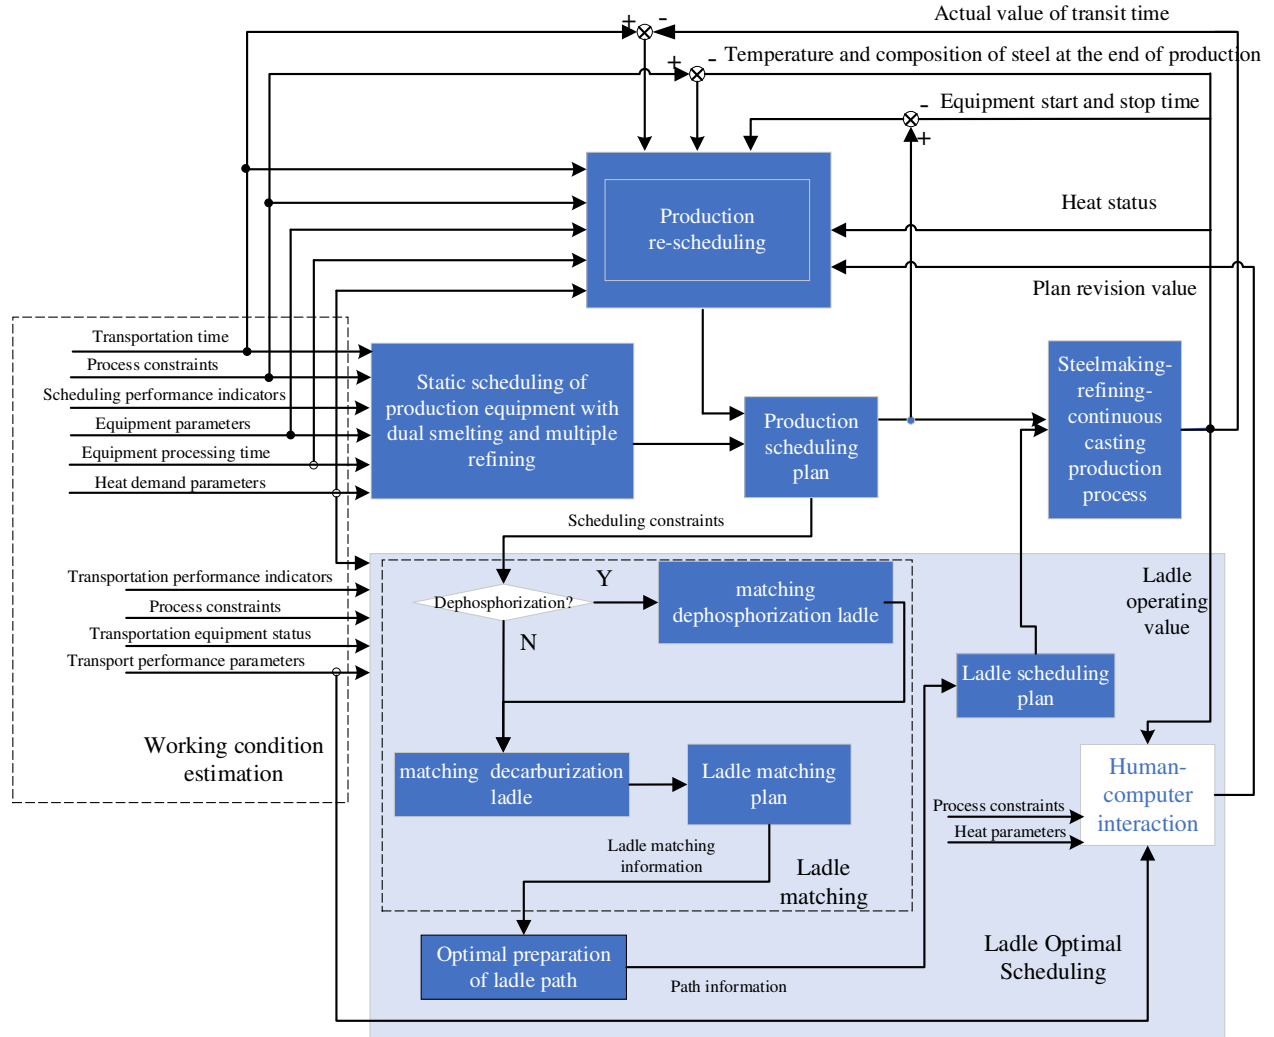 Actual value of transit time
+
-
Temperature and composition of steel at the end of production
+
-
Equipment start and stop time
-
+
Production
re-scheduling
Heat status
Plan revision value
Transportation time
Process constraints
Scheduling performance indicators
Equipment parameters
Equipment processing time
Heat demand parameters
Static scheduling of
production equipment with
dual smelting and multiple
refining
Production
scheduling
plan
Steelmaking-
refining-
continuous
casting
production
process
Scheduling constraints
Transportation performance indicators
Process constraints
Transportation equipment status
Transport performance parameters
Working condition
estimation
Dephosphorization?
Y
N
matching
dephosphorization ladle
Ladle
operating
value
Ladle scheduling
plan
matching decarburization
ladle
Ladle matching
plan
Ladle matching
information
Ladle
matching
Human-
computer
interaction
Process constraints
Heat parameters
Optimal preparation
of ladle path
Path information
Ladle Optimal
Scheduling